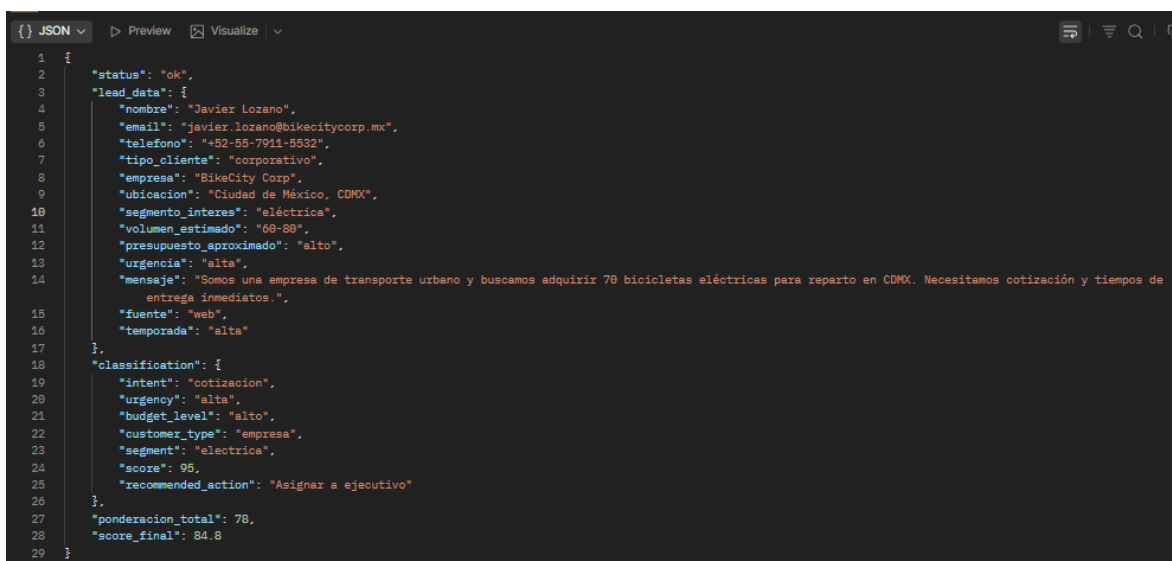 {} JSON Preview Visualize
1 {
2 "status": "ok",
3 "lead_data": {
4 "nombre": "Javier Lozano",
5 "email": "javier.lozano@bikecitycorp.mx",
6 "telefono": "+52-55-7911-5532",
7 "tipo_cliente": "corporativo",
8 "empresa": "BikeCity Corp",
9 "ubicacion": "Ciudad de México, CDMX",
10 "segmento_interes": "eléctrica",
11 "volumen_estimado": "60-80",
12 "presupuesto_aproximado": "alto",
13 "urgencia": "alta",
14 "mensaje": "Somos una empresa de transporte urbano y buscamos adquirir 70 bicicletas eléctricas para reparto en CDMX. Necesitamos cotización y tiempos de
entrega inmediatos.",
15 "fuente": "web",
16 "temporada": "alta"
17 },
18 "classification": {
19 "intent": "cotizacion",
20 "urgency": "alta",
21 "budget_level": "alto",
22 "customer_type": "empresa",
23 "segment": "electrica",
24 "score": 95,
25 "recommended_action": "Asignar a ejecutivo"
26 },
27 "ponderacion_total": 78,
28 "score_final": 84.8
29 }